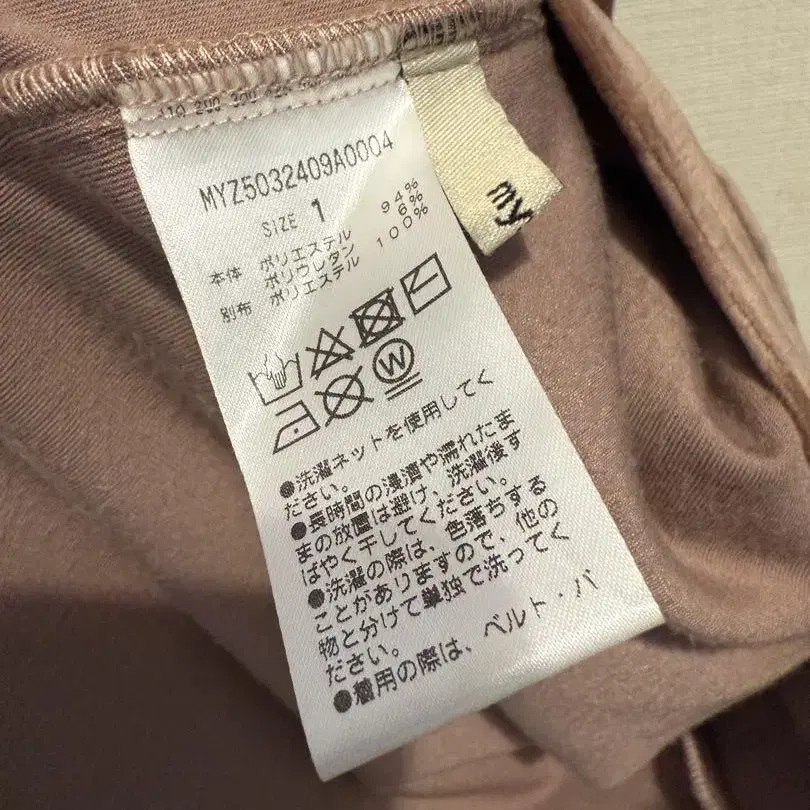 MYZ5032409A0004
SIZE 1
本体 ポリエステル 94%
ポリウレタン 6%
別布 ポリエステル 100%
W
●洗濯ネットを使用してく
ださい。
●長時間の浸漬や濡れたま
まの放置は避け、洗濯後す
ばやく干してください。
●洗濯の際は、色落ちする
ことがありますので、他の
物と分けて単独で洗ってく
ださい。
●着用の際は、ベルト・バ
my